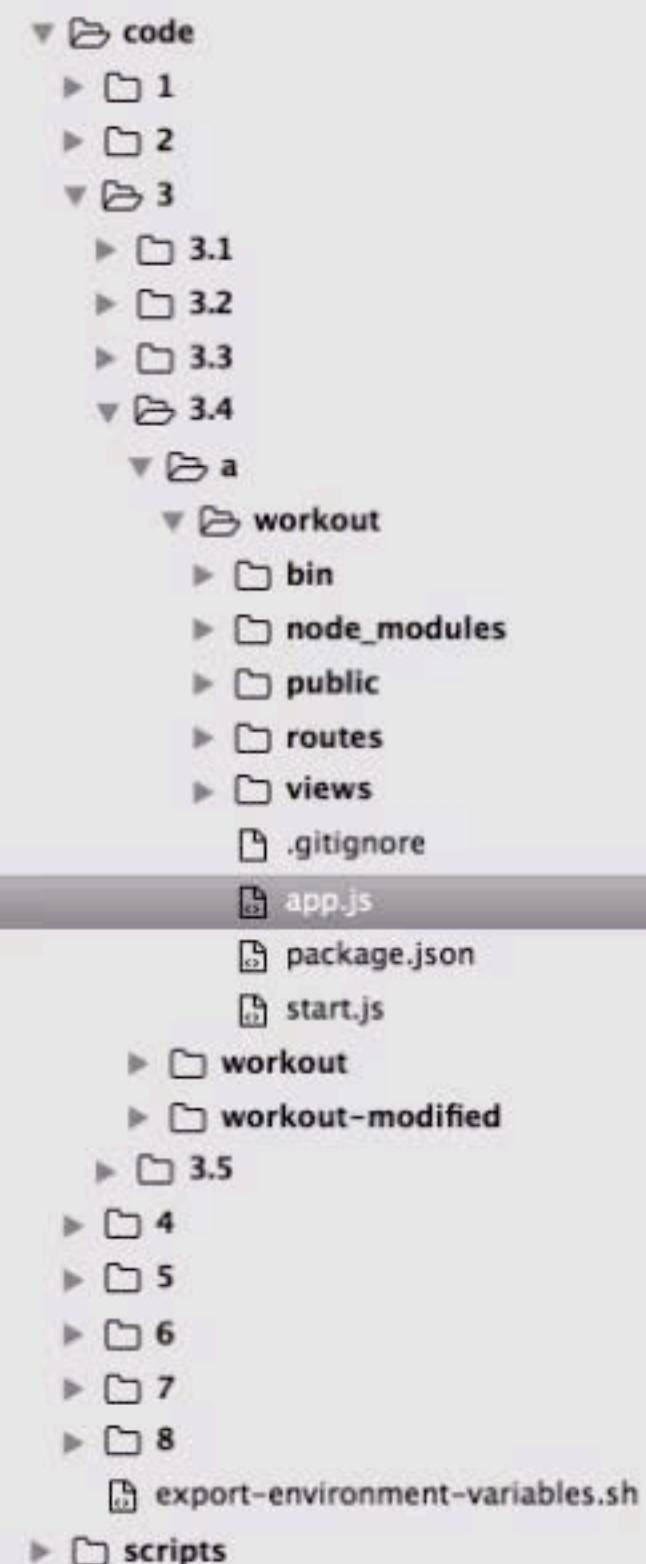 code
1
2
3
3.1
3.2
3.3
3.4
a
workout
bin
node_modules
public
routes
views
.gitignore
app.js
package.json
start.js
workout
workout-modified
3.5
4
5
6
7
8
export-environment-variables.sh
scripts